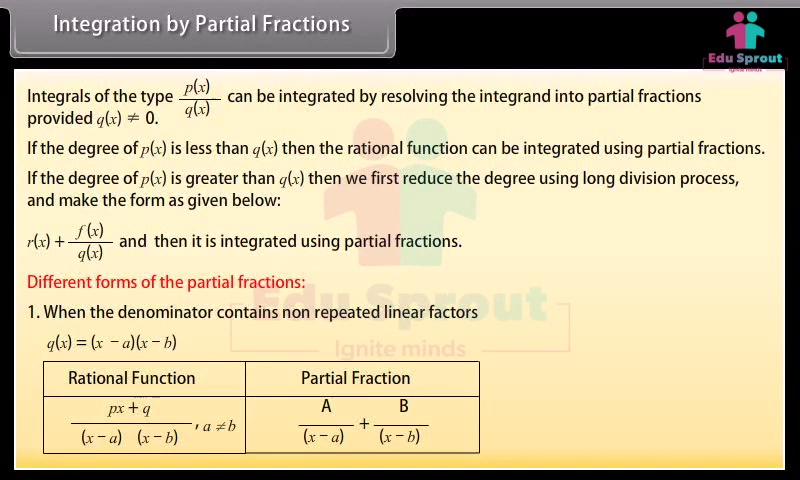 Integration by Partial Fractions
Edu Sprout
Ignite minds
Integrals of the type p(x)/q(x) can be integrated by resolving the integrand into partial fractions
provided q(x) ≠ 0.
If the degree of p(x) is less than q(x) then the rational function can be integrated using partial fractions.
If the degree of p(x) is greater than q(x) then we first reduce the degree using long division process,
and make the form as given below:
r(x) + f(x)/q(x) and then it is integrated using partial fractions.
Different forms of the partial fractions:
Edu Sprout
1. When the denominator contains non repeated linear factors
q(x) = (x - a)(x - b)
Ignite minds
Rational Function Partial Fraction
px + q/(x - a) (x - b), a ≠ b A/(x - a) + B/(x - b)